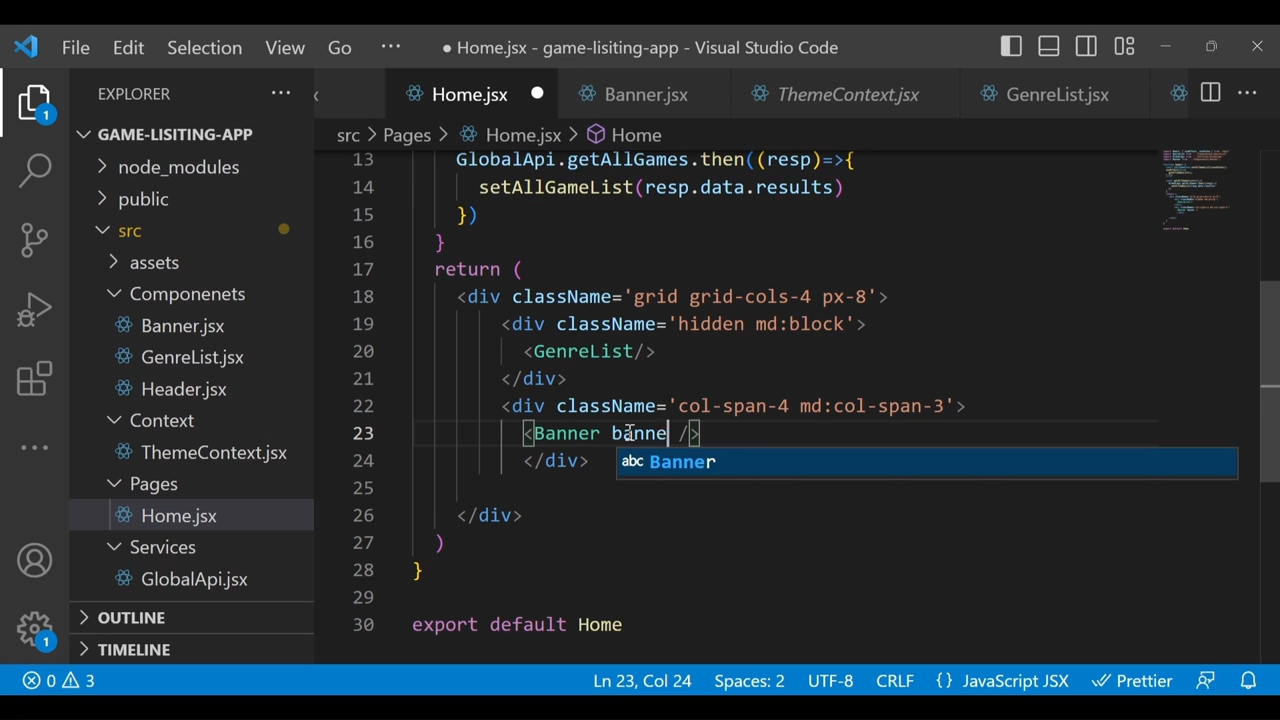 File Edit Selection View Go ··· ● Home.jsx - game-lisiting-app - Visual Studio Code
EXPLORER ··· x Home.jsx ● Banner.jsx ThemeContext.jsx GenreList.jsx ···
GAME-LISITING-APP
src > Pages > Home.jsx > Home
node_modules
public
src
assets
Componenets
Banner.jsx
GenreList.jsx
Header.jsx
Context
ThemeContext.jsx
Pages
Home.jsx
Services
GlobalApi.jsx
OUTLINE
TIMELINE
1
1
13 GlobalApi.getAllGames.then((resp)=>{
14 setAllGameList(resp.data.results)
15 })
16 }
17 return (
18 <div className='grid grid-cols-4 px-8'>
19 <div className='hidden md:block'>
20 <GenreList/>
21 </div>
22 <div className='col-span-4 md:col-span-3'>
23 <Banner banne />
24 </div>
abc Banner
25
26 </div>
27 )
28 }
29
30 export default Home
0 3 Ln 23, Col 24 Spaces: 2 UTF-8 CRLF {} JavaScript JSX Prettier